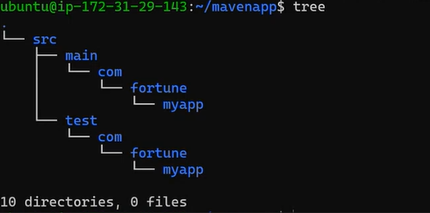 ubuntu@ip-172-31-29-143:~/mavenapp$ tree
.
└── src
    ├── main
    │   └── com
    │       └── fortune
    │           └── myapp
    └── test
        └── com
            └── fortune
                └── myapp

10 directories, 0 files